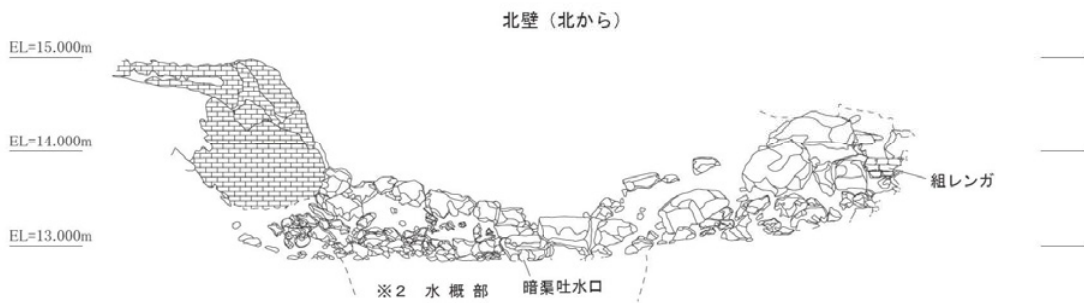 北壁（北から）
EL=15.000m
EL=14.000m
組レンガ
EL=13.000m
※2 水概部
暗渠吐水口